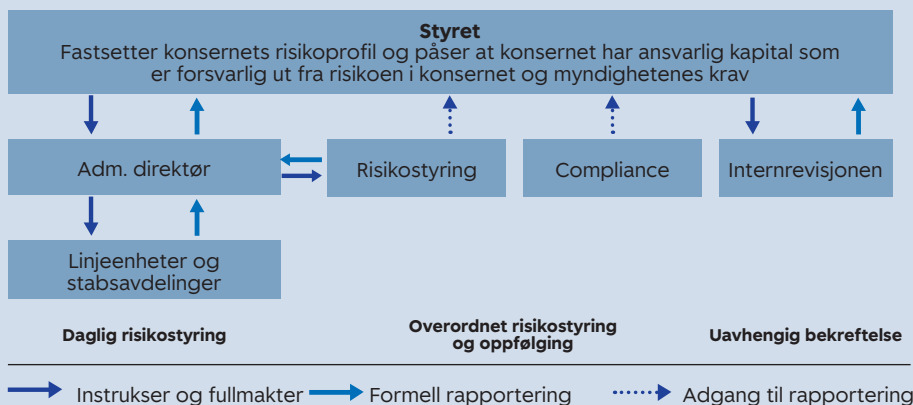 Styret
Fastsetter konsernets risikoprofil og påser at konsernet har ansvarlig kapital som
er forsvarlig ut fra risikoen i konsernet og myndighetenes krav
Adm. direktør
Risikostyring
Compliance
Internrevisjonen
Linjeenheter og
stabsavdelinger
Daglig risikostyring
Overordnet risikostyring
og oppfølging
Uavhengig bekreftelse
Instrukser og fullmakter
Formell rapportering
Adgang til rapportering